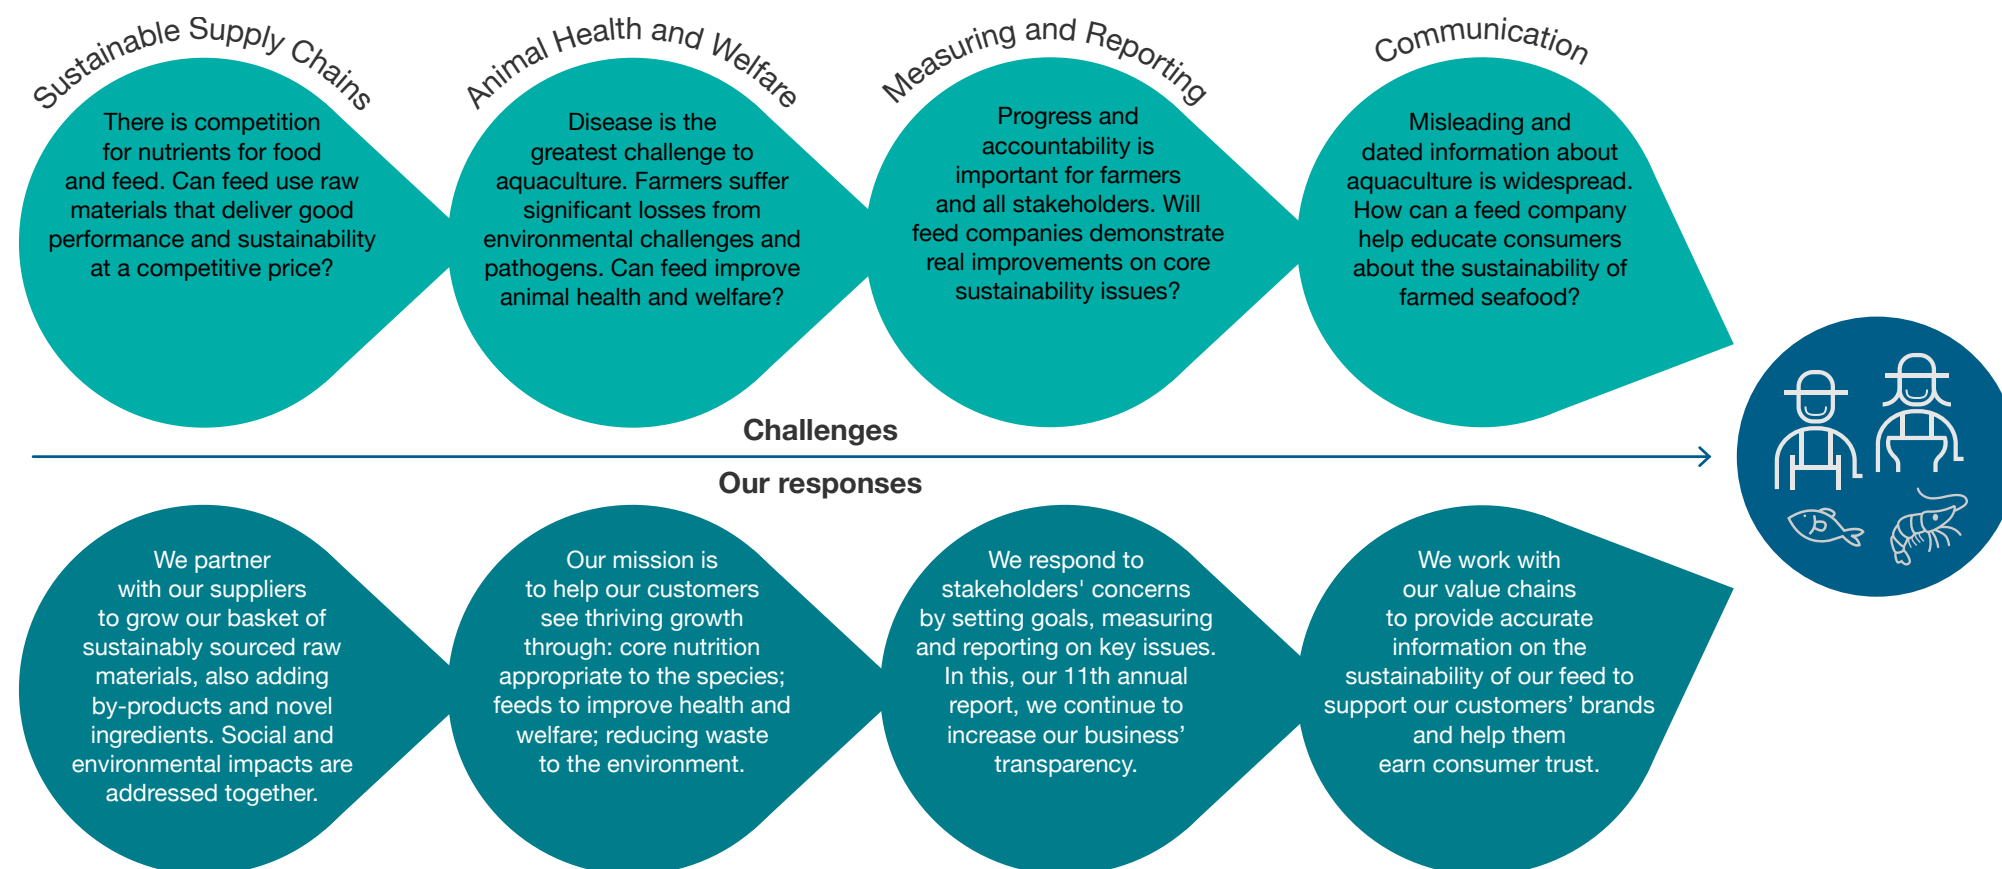 Sustainable Supply Chains
There is competition
for nutrients for food
and feed. Can feed use raw
materials that deliver good
performance and sustainability
at a competitive price?
Animal Health and Welfare
Disease is the
greatest challenge to
aquaculture. Farmers suffer
significant losses from
environmental challenges and
pathogens. Can feed improve
animal health and welfare?
Measuring and Reporting
Progress and
accountability is
important for farmers
and all stakeholders. Will
feed companies demonstrate
real improvements on core
sustainability issues?
Communication
Misleading and
dated information about
aquaculture is widespread.
How can a feed company
help educate consumers
about the sustainability of
farmed seafood?
Challenges
Our responses
We partner
with our suppliers
to grow our basket of
sustainably sourced raw
materials, also adding
by-products and novel
ingredients. Social and
environmental impacts are
addressed together.
Our mission is
to help our customers
see thriving growth
through: core nutrition
appropriate to the species;
feeds to improve health and
welfare; reducing waste
to the environment.
We respond to
stakeholders' concerns
by setting goals, measuring
and reporting on key issues.
In this, our 11th annual
report, we continue to
increase our business’
transparency.
We work with
our value chains
to provide accurate
information on the
sustainability of our feed to
support our customers’ brands
and help them
earn consumer trust.